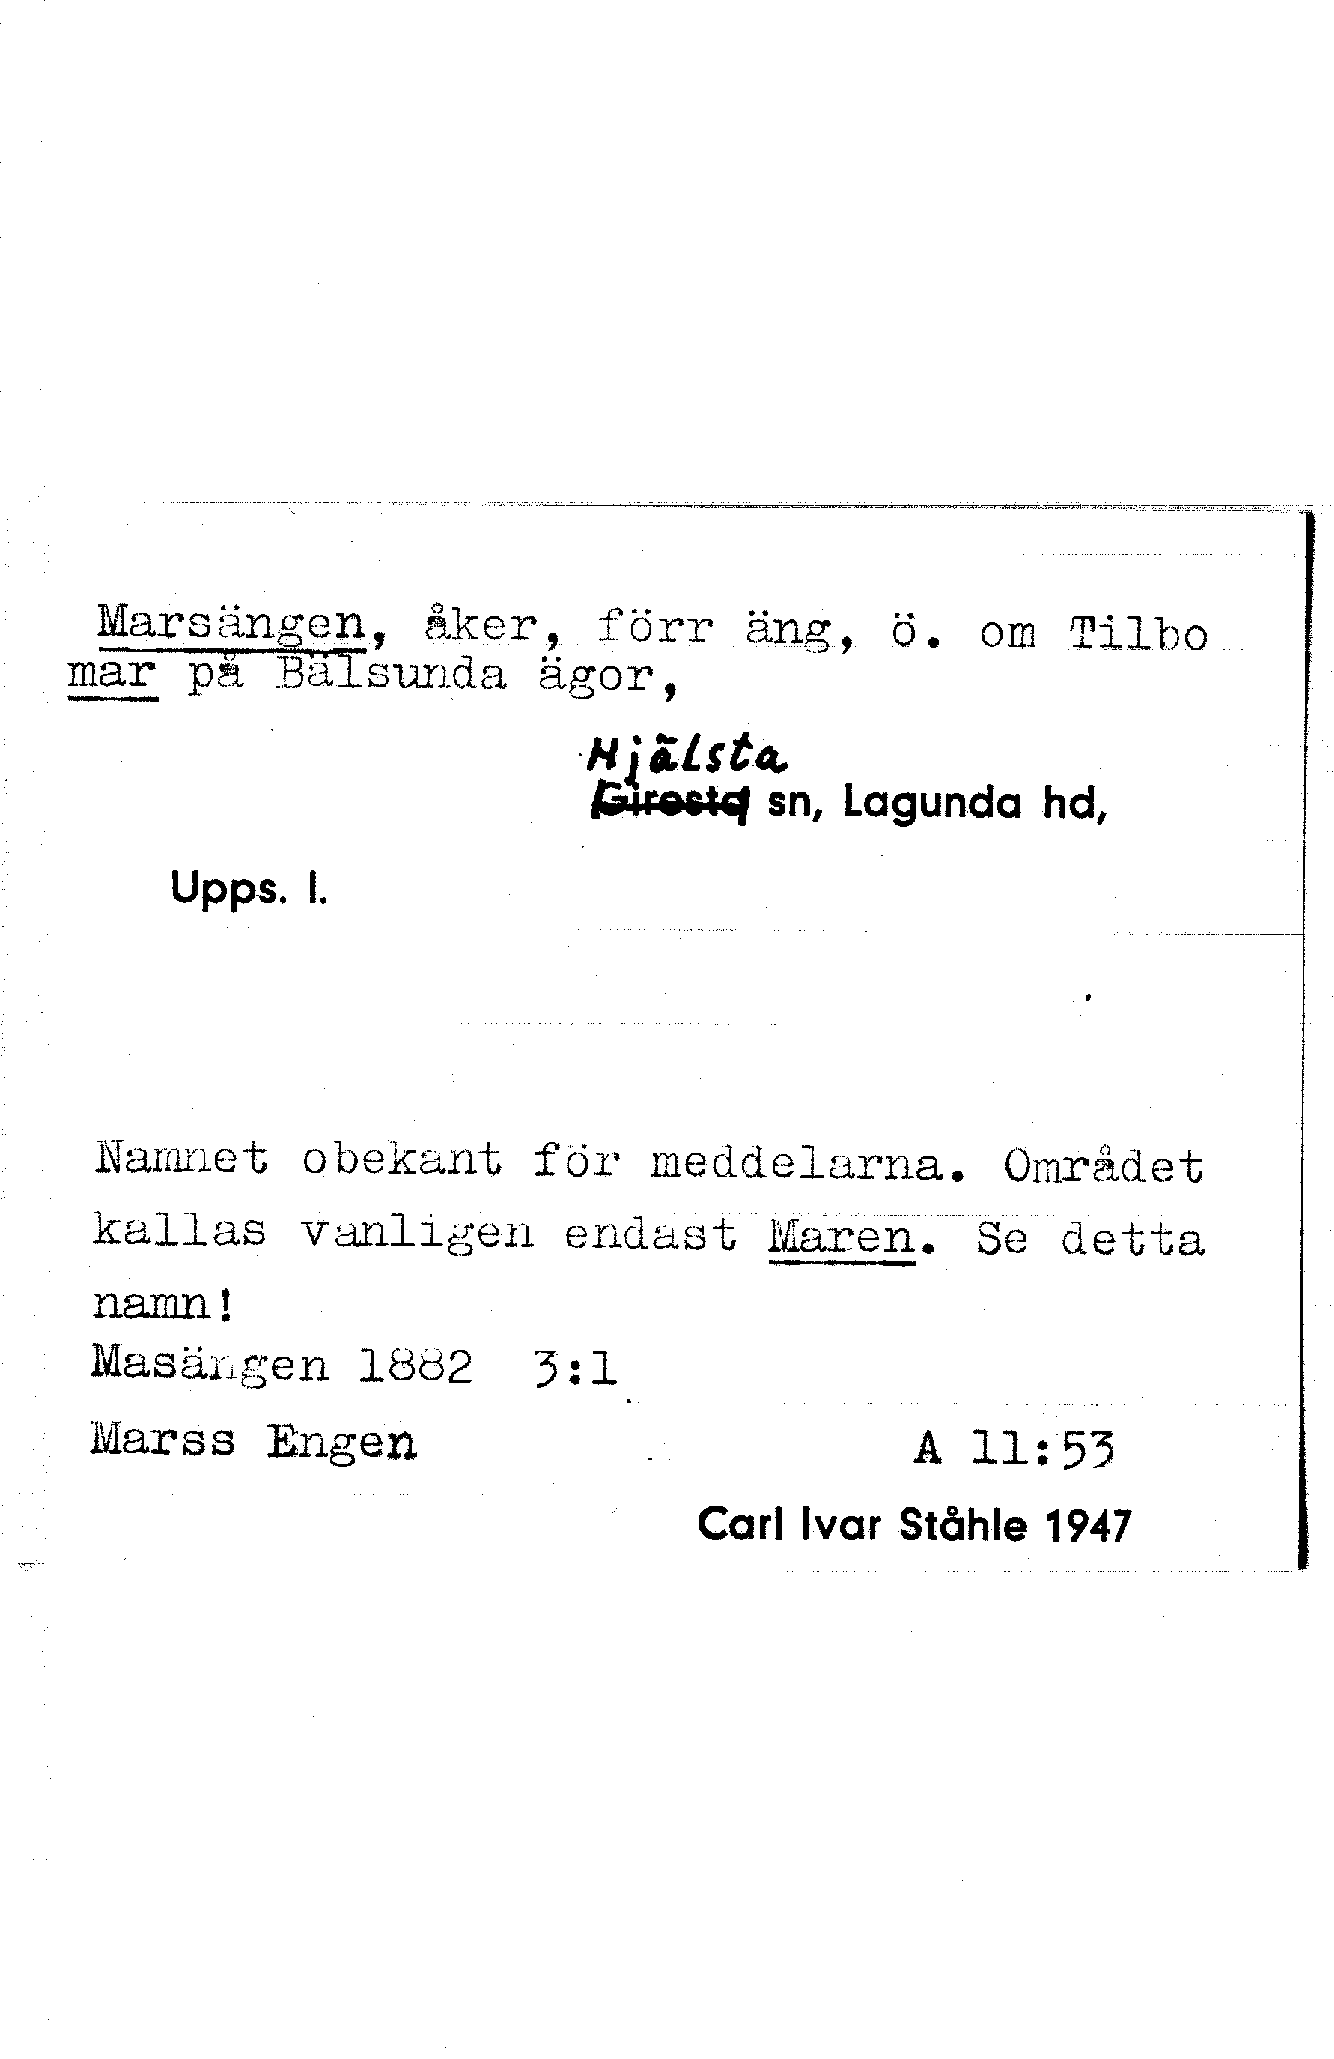 Marsängen, åker, förr äng, ö. om Tilbo
mar på Bälsunda ägor,
Hjälsta
Giresta sn, Lagunda hd,
Upps. l.
Namnet obekant för meddelarna. Området
kallas vanligen endast Maren. Se detta
namn!
Masängen 1882 3:1
Marss Engen A 11:53
Carl Ivar Ståhle 1947